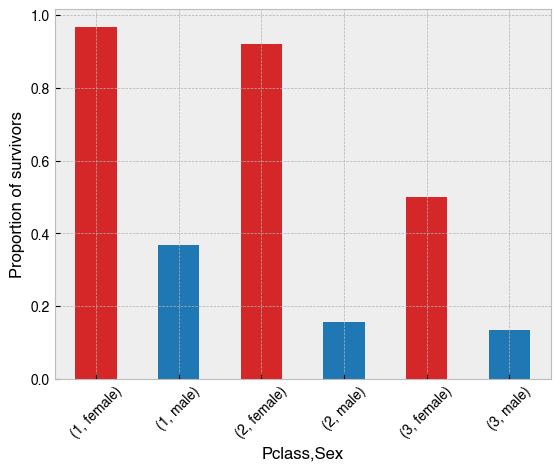 1.0
0.8
0.6
0.4
0.2
0.0
Proportion of survivors
(1, female)
(1, male)
(2, female)
(2, male)
(3, female)
(3, male)
Pclass,Sex